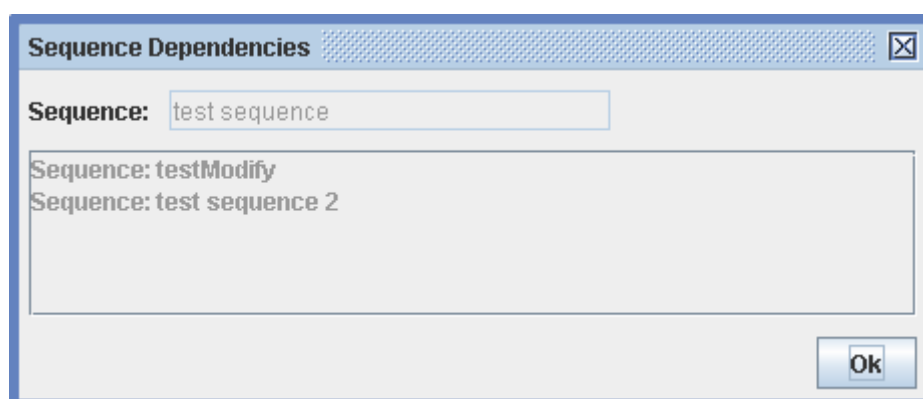 Sequence Dependencies
Sequence: test sequence
Sequence: testModify
Sequence: test sequence 2
Ok